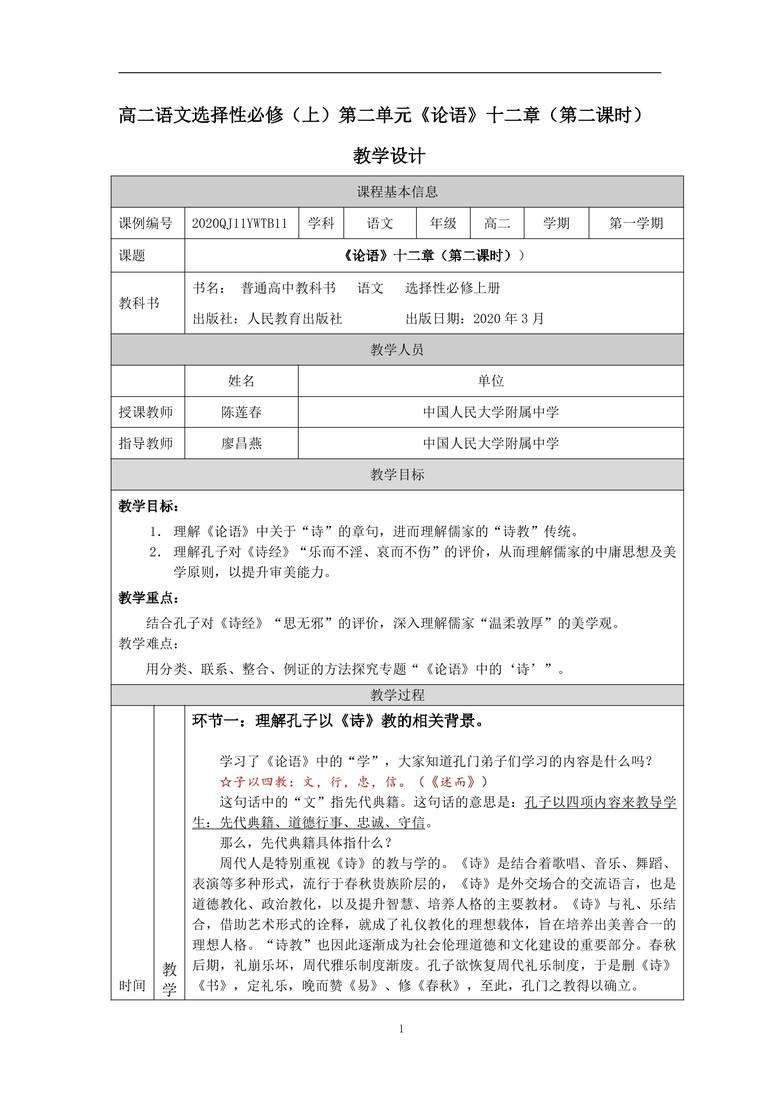 高二语文选择性必修（上）第二单元《论语》十二章（第二课时）
教学设计
课程基本信息
课例编号 2020QJ11YWTB11 学科 语文 年级 高二 学期 第一学期
课题 《论语》十二章（第二课时））
教科书
书名： 普通高中教科书 语文 选择性必修上册
出版社：人民教育出版社 出版日期：2020 年 3 月
教学人员
姓名 单位
授课教师 陈莲春 中国人民大学附属中学
指导教师 廖昌燕 中国人民大学附属中学
教学目标
教学目标：
1. 理解《论语》中关于“诗”的章句，进而理解儒家的“诗教”传统。
2. 理解孔子对《诗经》“乐而不淫、哀而不伤”的评价，从而理解儒家的中庸思想及美
学原则，以提升审美能力。
教学重点：
结合孔子对《诗经》“思无邪”的评价，深入理解儒家“温柔敦厚”的美学观。
教学难点：
用分类、联系、整合、例证的方法探究专题“《论语》中的‘诗’”。
教学过程
时间
教
学
环节一：理解孔子以《诗》教的相关背景。
学习了《论语》中的“学”，大家知道孔门弟子们学习的内容是什么吗？
☆子以四教：文，行，忠，信。（《述而》）
这句话中的“文”指先代典籍。这句话的意思是：孔子以四项内容来教导学
生：先代典籍、道德行事、忠诚、守信。
那么，先代典籍具体指什么？
周代人是特别重视《诗》的教与学的。《诗》是结合着歌唱、音乐、舞蹈、
表演等多种形式，流行于春秋贵族阶层的，《诗》是外交场合的交流语言，也是
道德教化、政治教化，以及提升智慧、培养人格的主要教材。《诗》与礼、乐结
合，借助艺术形式的诠释，就成了礼仪教化的理想载体，旨在培养出美善合一的
理想人格。“诗教”也因此逐渐成为社会伦理道德和文化建设的重要部分。春秋
后期，礼崩乐坏，周代雅乐制度渐废。孔子欲恢复周代礼乐制度，于是删《诗》
《书》，定礼乐，晚而赞《易》、修《春秋》，至此，孔门之教得以确立。
1